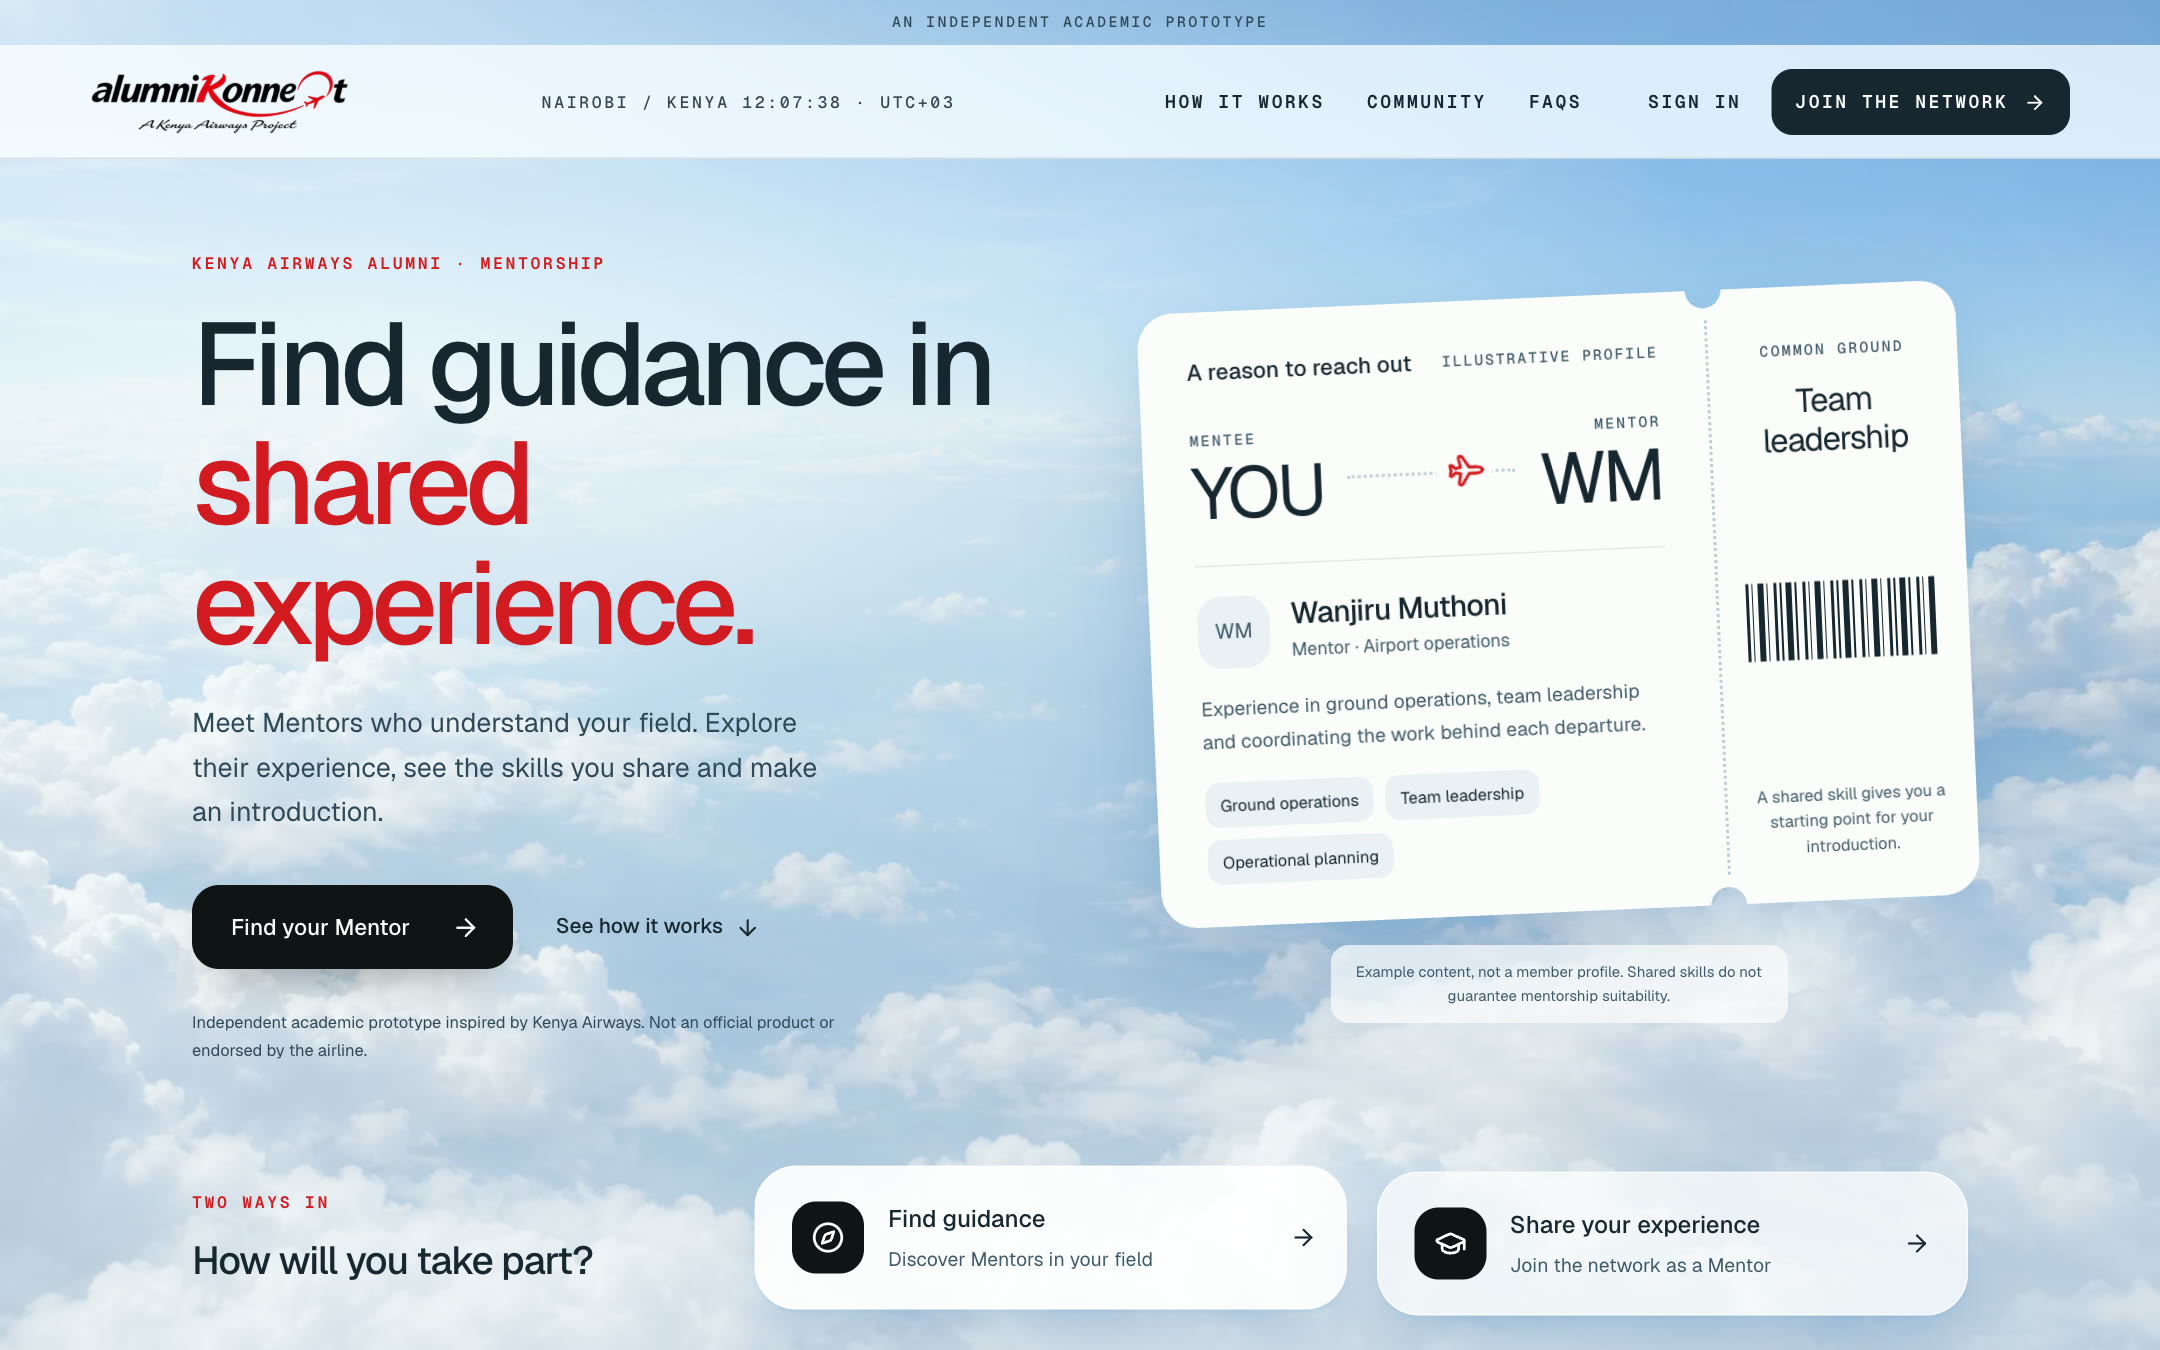 AN INDEPENDENT ACADEMIC PROTOTYPE
alumniKonnect
A Kenya Airways Project
NAIROBI / KENYA 12:07:38 · UTC+03
HOW IT WORKS
COMMUNITY
FAQS
SIGN IN
JOIN THE NETWORK →
KENYA AIRWAYS ALUMNI · MENTORSHIP
Find guidance in
shared
experience.
Meet Mentors who understand your field. Explore
their experience, see the skills you share and make
an introduction.
Find your Mentor →
See how it works ↓
Independent academic prototype inspired by Kenya Airways. Not an official product or
endorsed by the airline.
A reason to reach out
ILLUSTRATIVE PROFILE
MENTEE
MENTOR
YOU
WM
WM
Wanjiru Muthoni
Mentor · Airport operations
Experience in ground operations, team leadership
and coordinating the work behind each departure.
Ground operations
Team leadership
Operational planning
COMMON GROUND
Team
leadership
A shared skill gives you a
starting point for your
introduction.
Example content, not a member profile. Shared skills do not
guarantee mentorship suitability.
TWO WAYS IN
How will you take part?
Find guidance
Discover Mentors in your field
→
Share your experience
Join the network as a Mentor
→